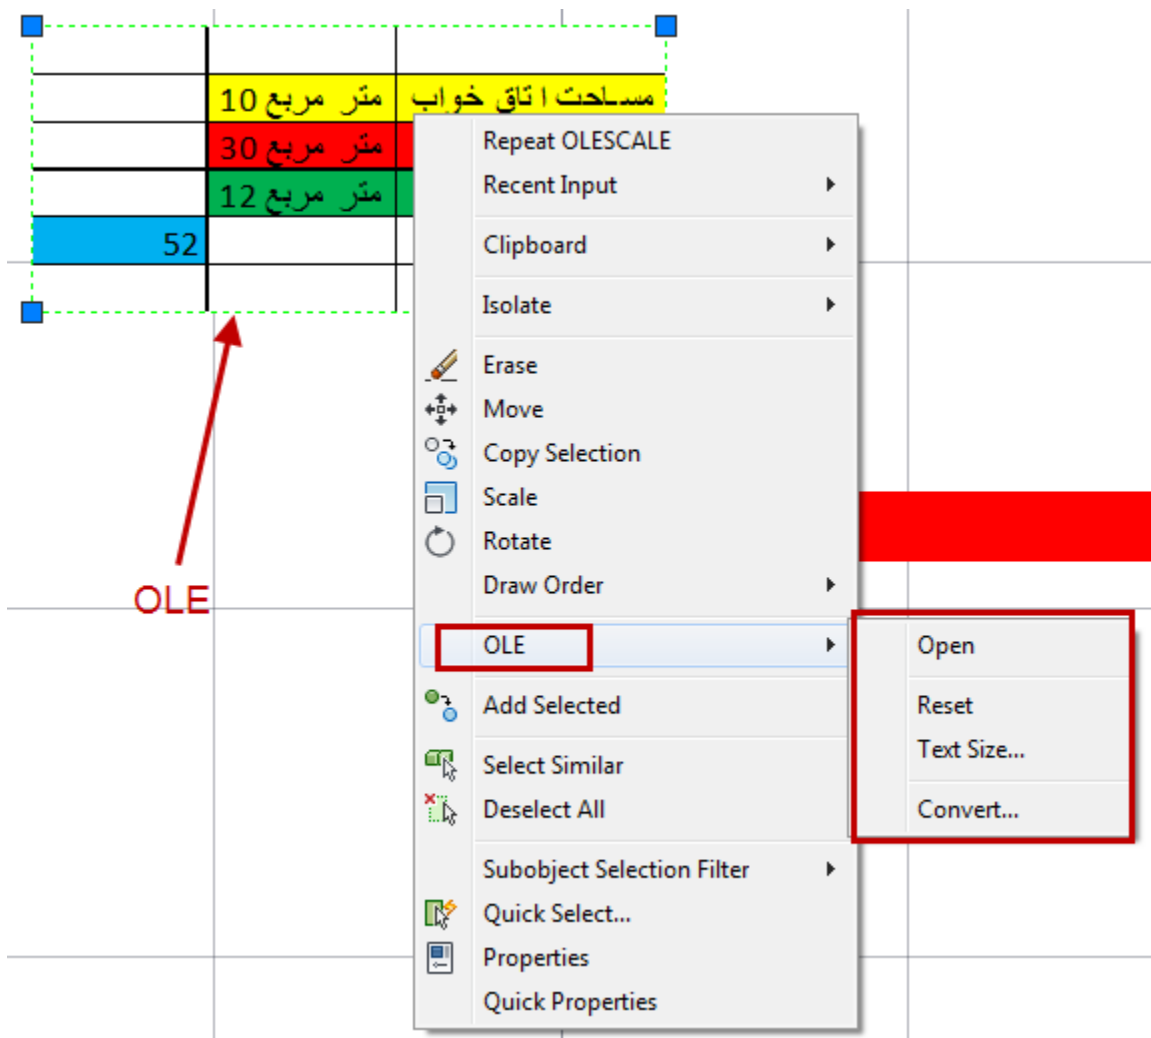 مساحت اتاق خواب متر مربع 10
متر مربع 30
متر مربع 12
52
OLE
Repeat OLESCALE
Recent Input
Clipboard
Isolate
Erase
Move
Copy Selection
Scale
Rotate
Draw Order
OLE
Add Selected
Select Similar
Deselect All
Subobject Selection Filter
Quick Select...
Properties
Quick Properties
Open
Reset
Text Size...
Convert...